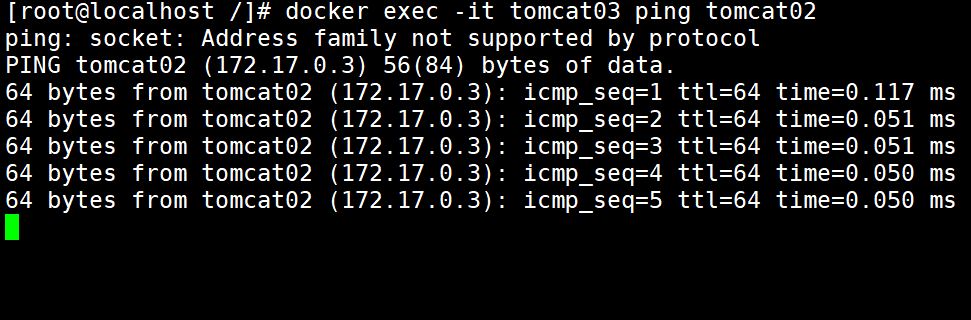 [root@localhost /]# docker exec -it tomcat03 ping tomcat02
ping: socket: Address family not supported by protocol
PING tomcat02 (172.17.0.3) 56(84) bytes of data.
64 bytes from tomcat02 (172.17.0.3): icmp_seq=1 ttl=64 time=0.117 ms
64 bytes from tomcat02 (172.17.0.3): icmp_seq=2 ttl=64 time=0.051 ms
64 bytes from tomcat02 (172.17.0.3): icmp_seq=3 ttl=64 time=0.051 ms
64 bytes from tomcat02 (172.17.0.3): icmp_seq=4 ttl=64 time=0.050 ms
64 bytes from tomcat02 (172.17.0.3): icmp_seq=5 ttl=64 time=0.050 ms